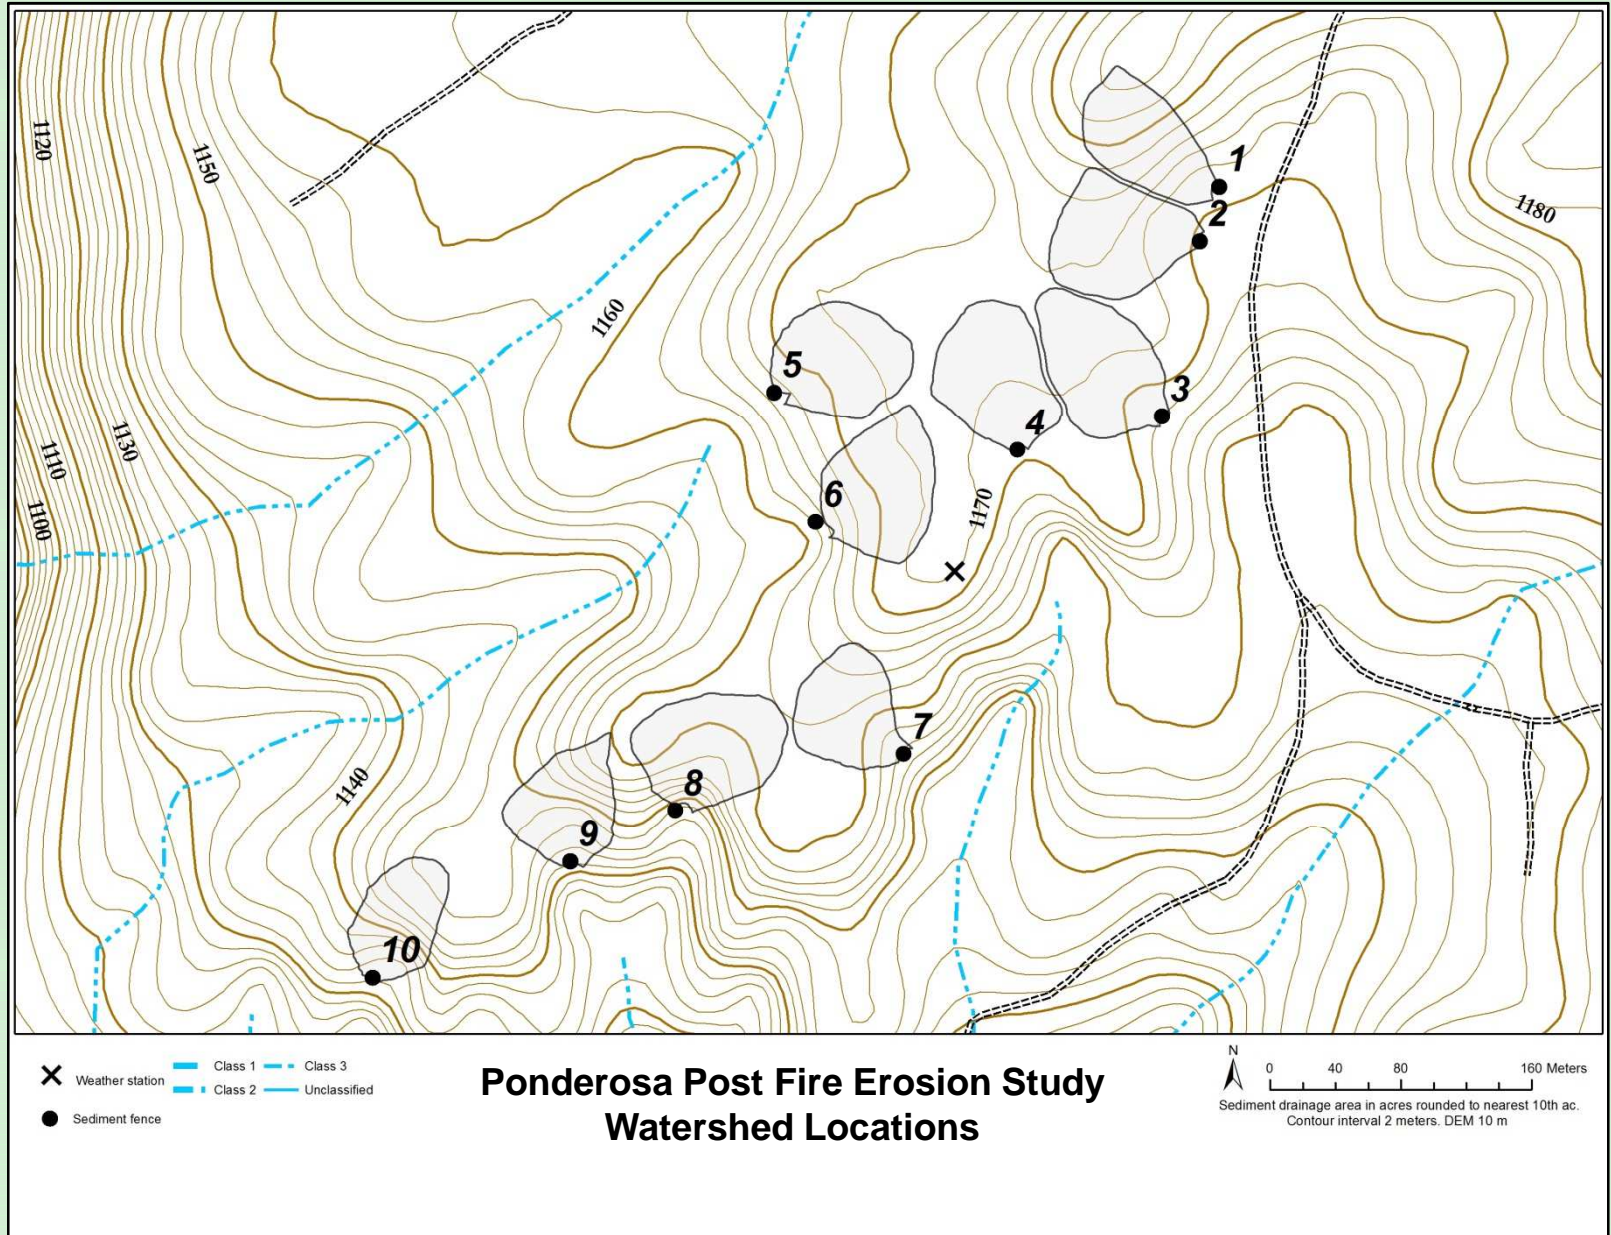 1120
1150
1
2
1180
1160
5
3
4
1110
1130
6
1170
1100
7
8
1140
9
10
Weather station
Class 1
Class 3
Class 2
Unclassified
Sediment fence
Ponderosa Post Fire Erosion Study
Watershed Locations
N
0 40 80 160 Meters
Sediment drainage area in acres rounded to nearest 10th ac.
Contour interval 2 meters. DEM 10 m